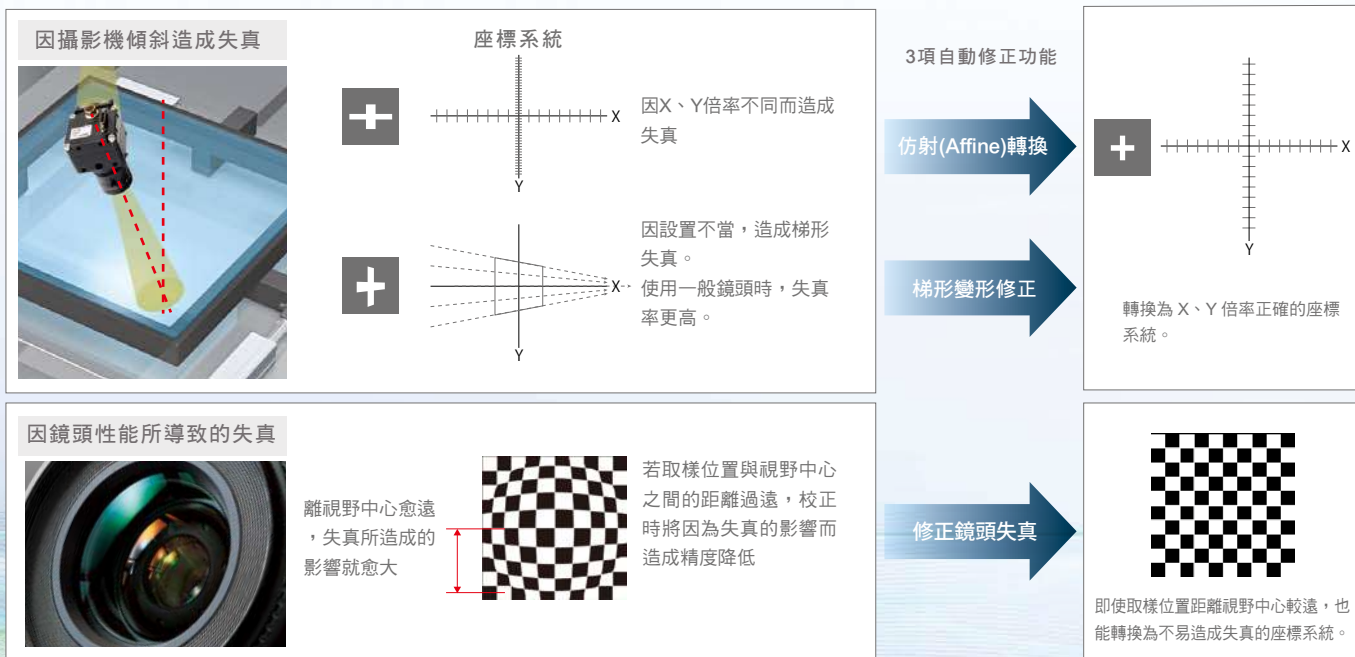 因攝影機傾斜造成失真
座標系統
X
Y
因X、Y倍率不同而造成
失真
X
Y
因設置不當，造成梯形
失真。
使用一般鏡頭時，失真
率更高。
3項自動修正功能
仿射(Affine)轉換
梯形變形修正
X
Y
轉換為 X、Y 倍率正確的座標
系統。
因鏡頭性能所導致的失真
離視野中心愈遠
，失真所造成的
影響就愈大
若取樣位置與視野中心
之間的距離過遠，校正
時將因為失真的影響而
造成精度降低
修正鏡頭失真
即使取樣位置距離視野中心較遠，也
能轉換為不易造成失真的座標系統。